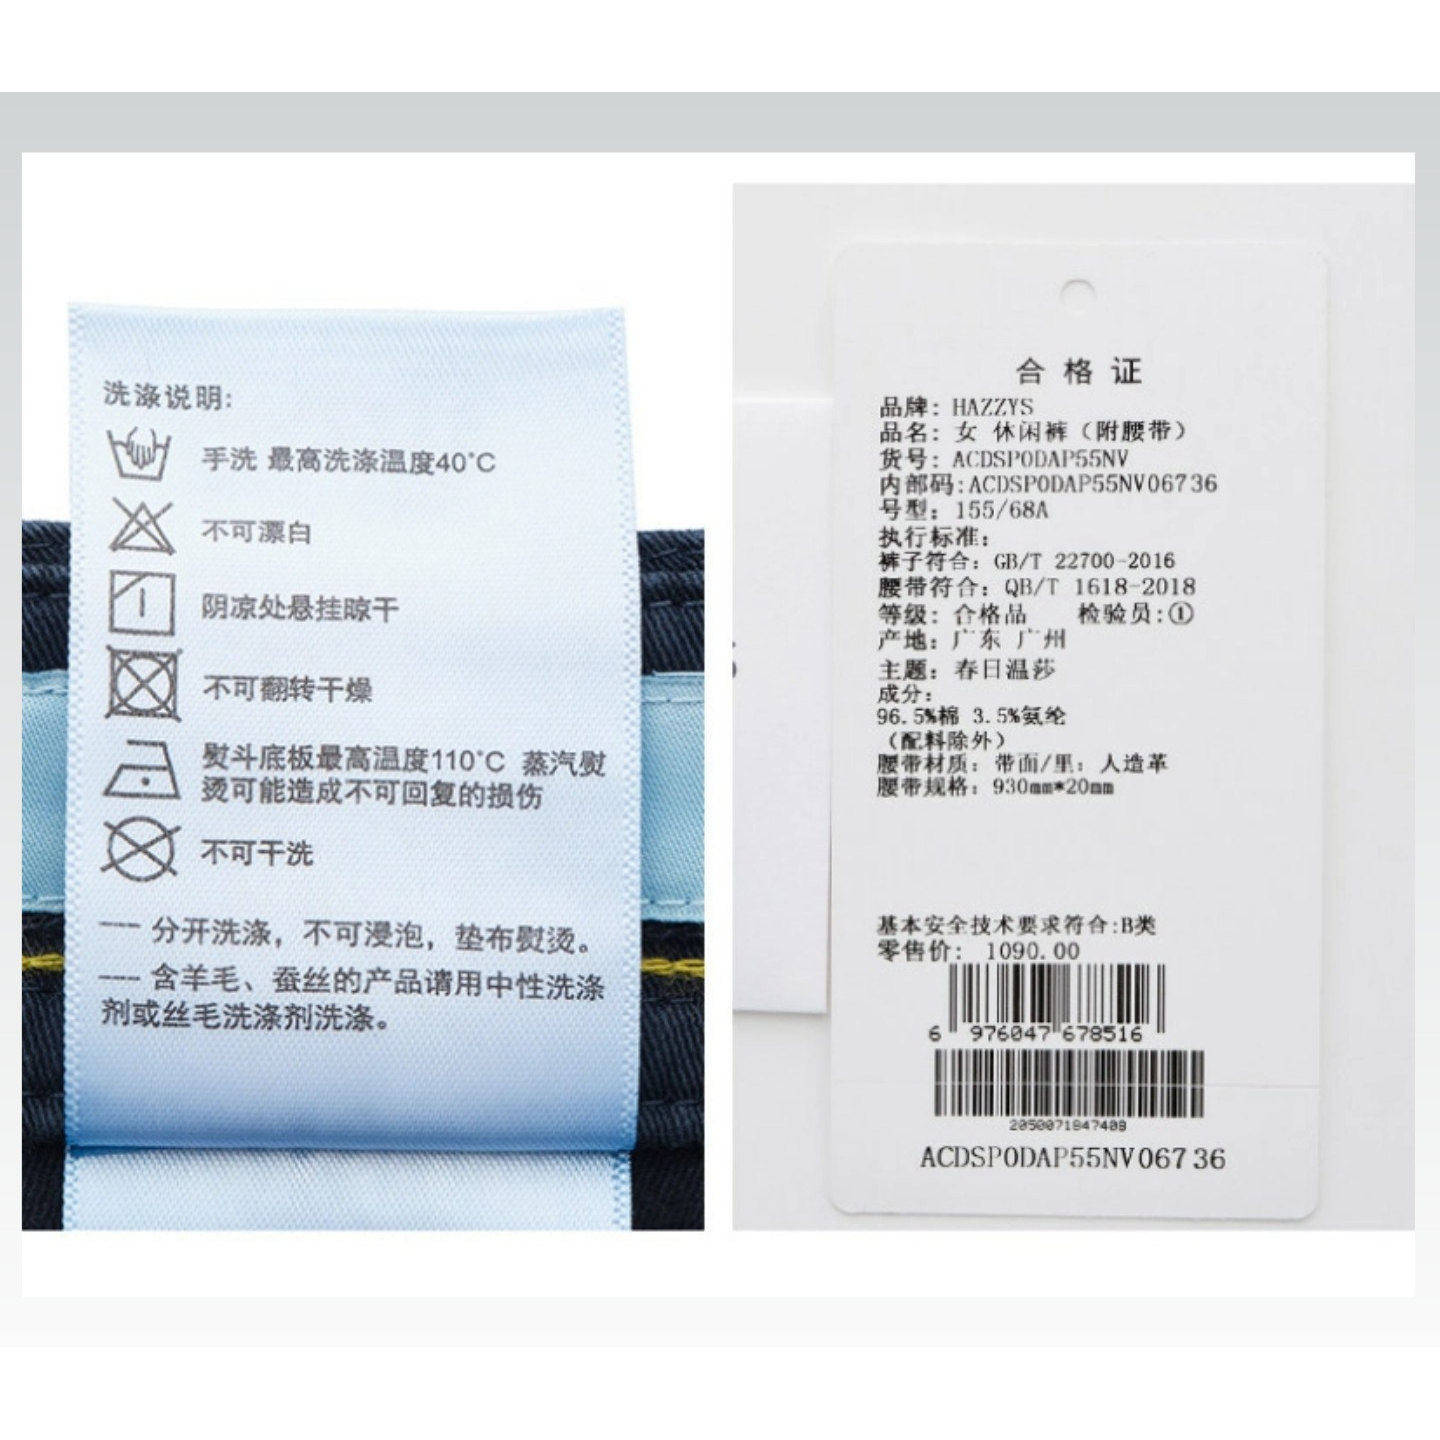 洗涤说明:
手洗 最高洗涤温度40°C
不可漂白
阴凉处悬挂晾干
不可翻转干燥
熨斗底板最高温度110°C 蒸汽熨
烫可能造成不可回复的损伤
不可干洗
--- 分开洗涤，不可浸泡，垫布熨烫。
--- 含羊毛、蚕丝的产品请用中性洗涤
剂或丝毛洗涤剂洗涤。
合格证
品牌: HAZZYS
品名: 女 休闲裤（附腰带）
货号: ACDSP0DAP55NV
内部码:ACDSP0DAP55NV06736
号型: 155/68A
执行标准:
裤子符合: GB/T 22700-2016
腰带符合: QB/T 1618-2018
等级: 合格品 检验员:①
产地: 广东 广州
主题: 春日温莎
成分:
96.5%棉 3.5%氨纶
（配料除外）
腰带材质: 带面/里: 人造革
腰带规格: 930mm*20mm
基本安全技术要求符合:B类
零售价: 1090.00
6 976047 678516
2050071847408
ACDSP0DAP55NV06736